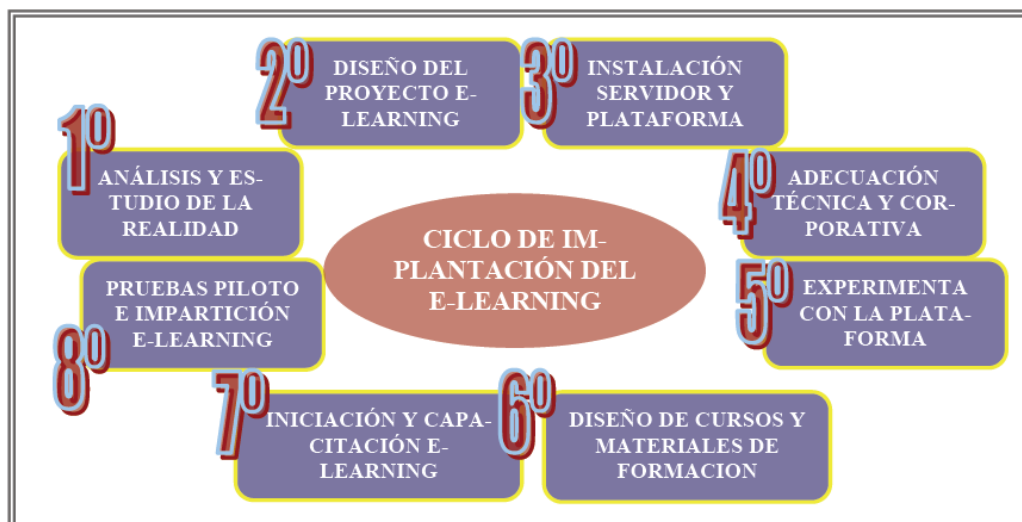 1º
ANÁLISIS Y ES-
TUDIO DE LA
REALIDAD
2º
DISEÑO DEL
PROYECTO E-
LEARNING
3º
INSTALACIÓN
SERVIDOR Y
PLATAFORMA
4º
ADECUACIÓN
TÉCNICA Y COR-
PORATIVA
5º
EXPERIMENTA
CON LA PLATA-
FORMA
6º
DISEÑO DE CURSOS Y
MATERIALES DE
FORMACION
7º
INICIACIÓN Y CAPA-
CITACIÓN E-
LEARNING
8º
PRUEBAS PILOTO
E IMPARTICIÓN
E-LEARNING
CICLO DE IM-
PLANTACIÓN DEL
E-LEARNING